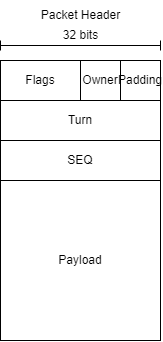 Packet Header
32 bits
Flags Owner Padding
Turn
SEQ
Payload